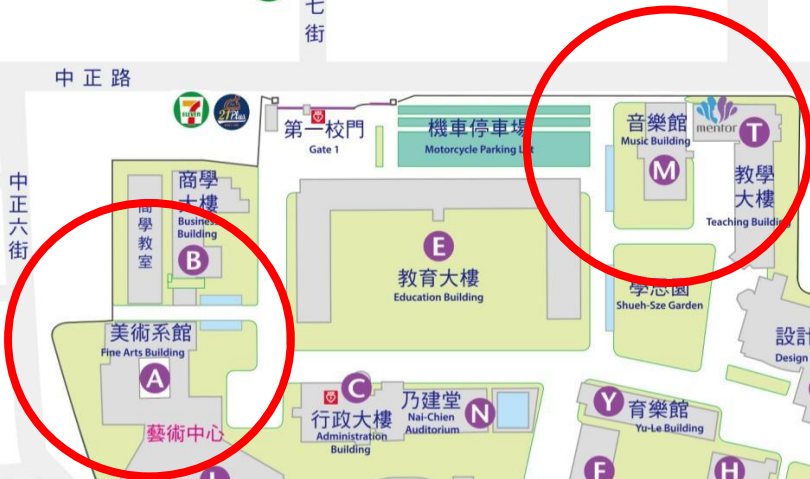 七
街
中正路
7
ELEVEN
21Plus
第一校門
Gate 1
機車停車場
Motorcycle Parking Lot
音樂館
Music Building
M
mentor
T
教學
大樓
Teaching Building
中
正
六
街
商學
大樓
Business
Building
B
商
學
教
室
E
教育大樓
Education Building
學思園
Shueh-Sze Garden
美術系館
Fine Arts Building
A
藝術中心
C
行政大樓
Administration
Building
乃建堂
Nai-Chien
Auditorium
N
Y
育樂館
Yu-Le Building
設計
Design
F
H